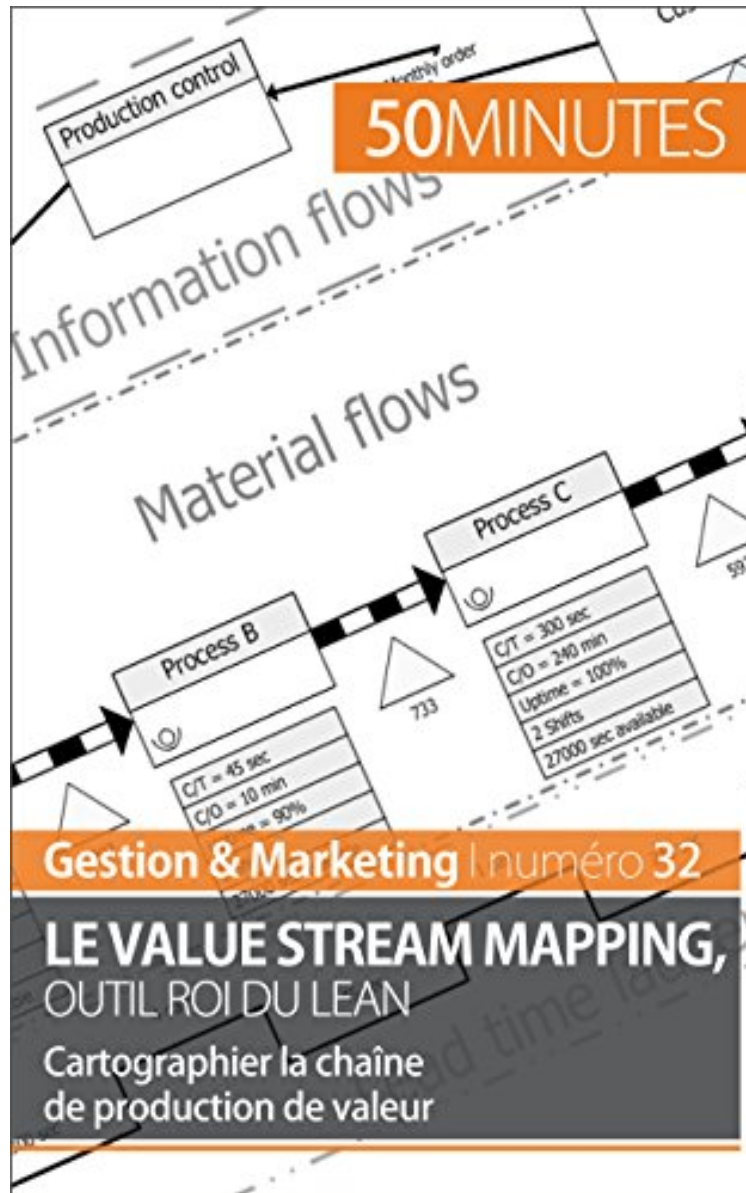 Production control
Monthly order
50MINUTES
Information flows
Material flows
Process C
C/T = 300 sec
C/O = 240 min
Uptime = 100%
2 Shifts
27000 sec available
Process B
733
C/T = 45 sec
C/O = 10 min
= 90%
Gestion & Marketing | numéro 32
LE VALUE STREAM MAPPING,
OUTIL ROI DU LEAN
Cartographier la chaîne
de production de valeur
time